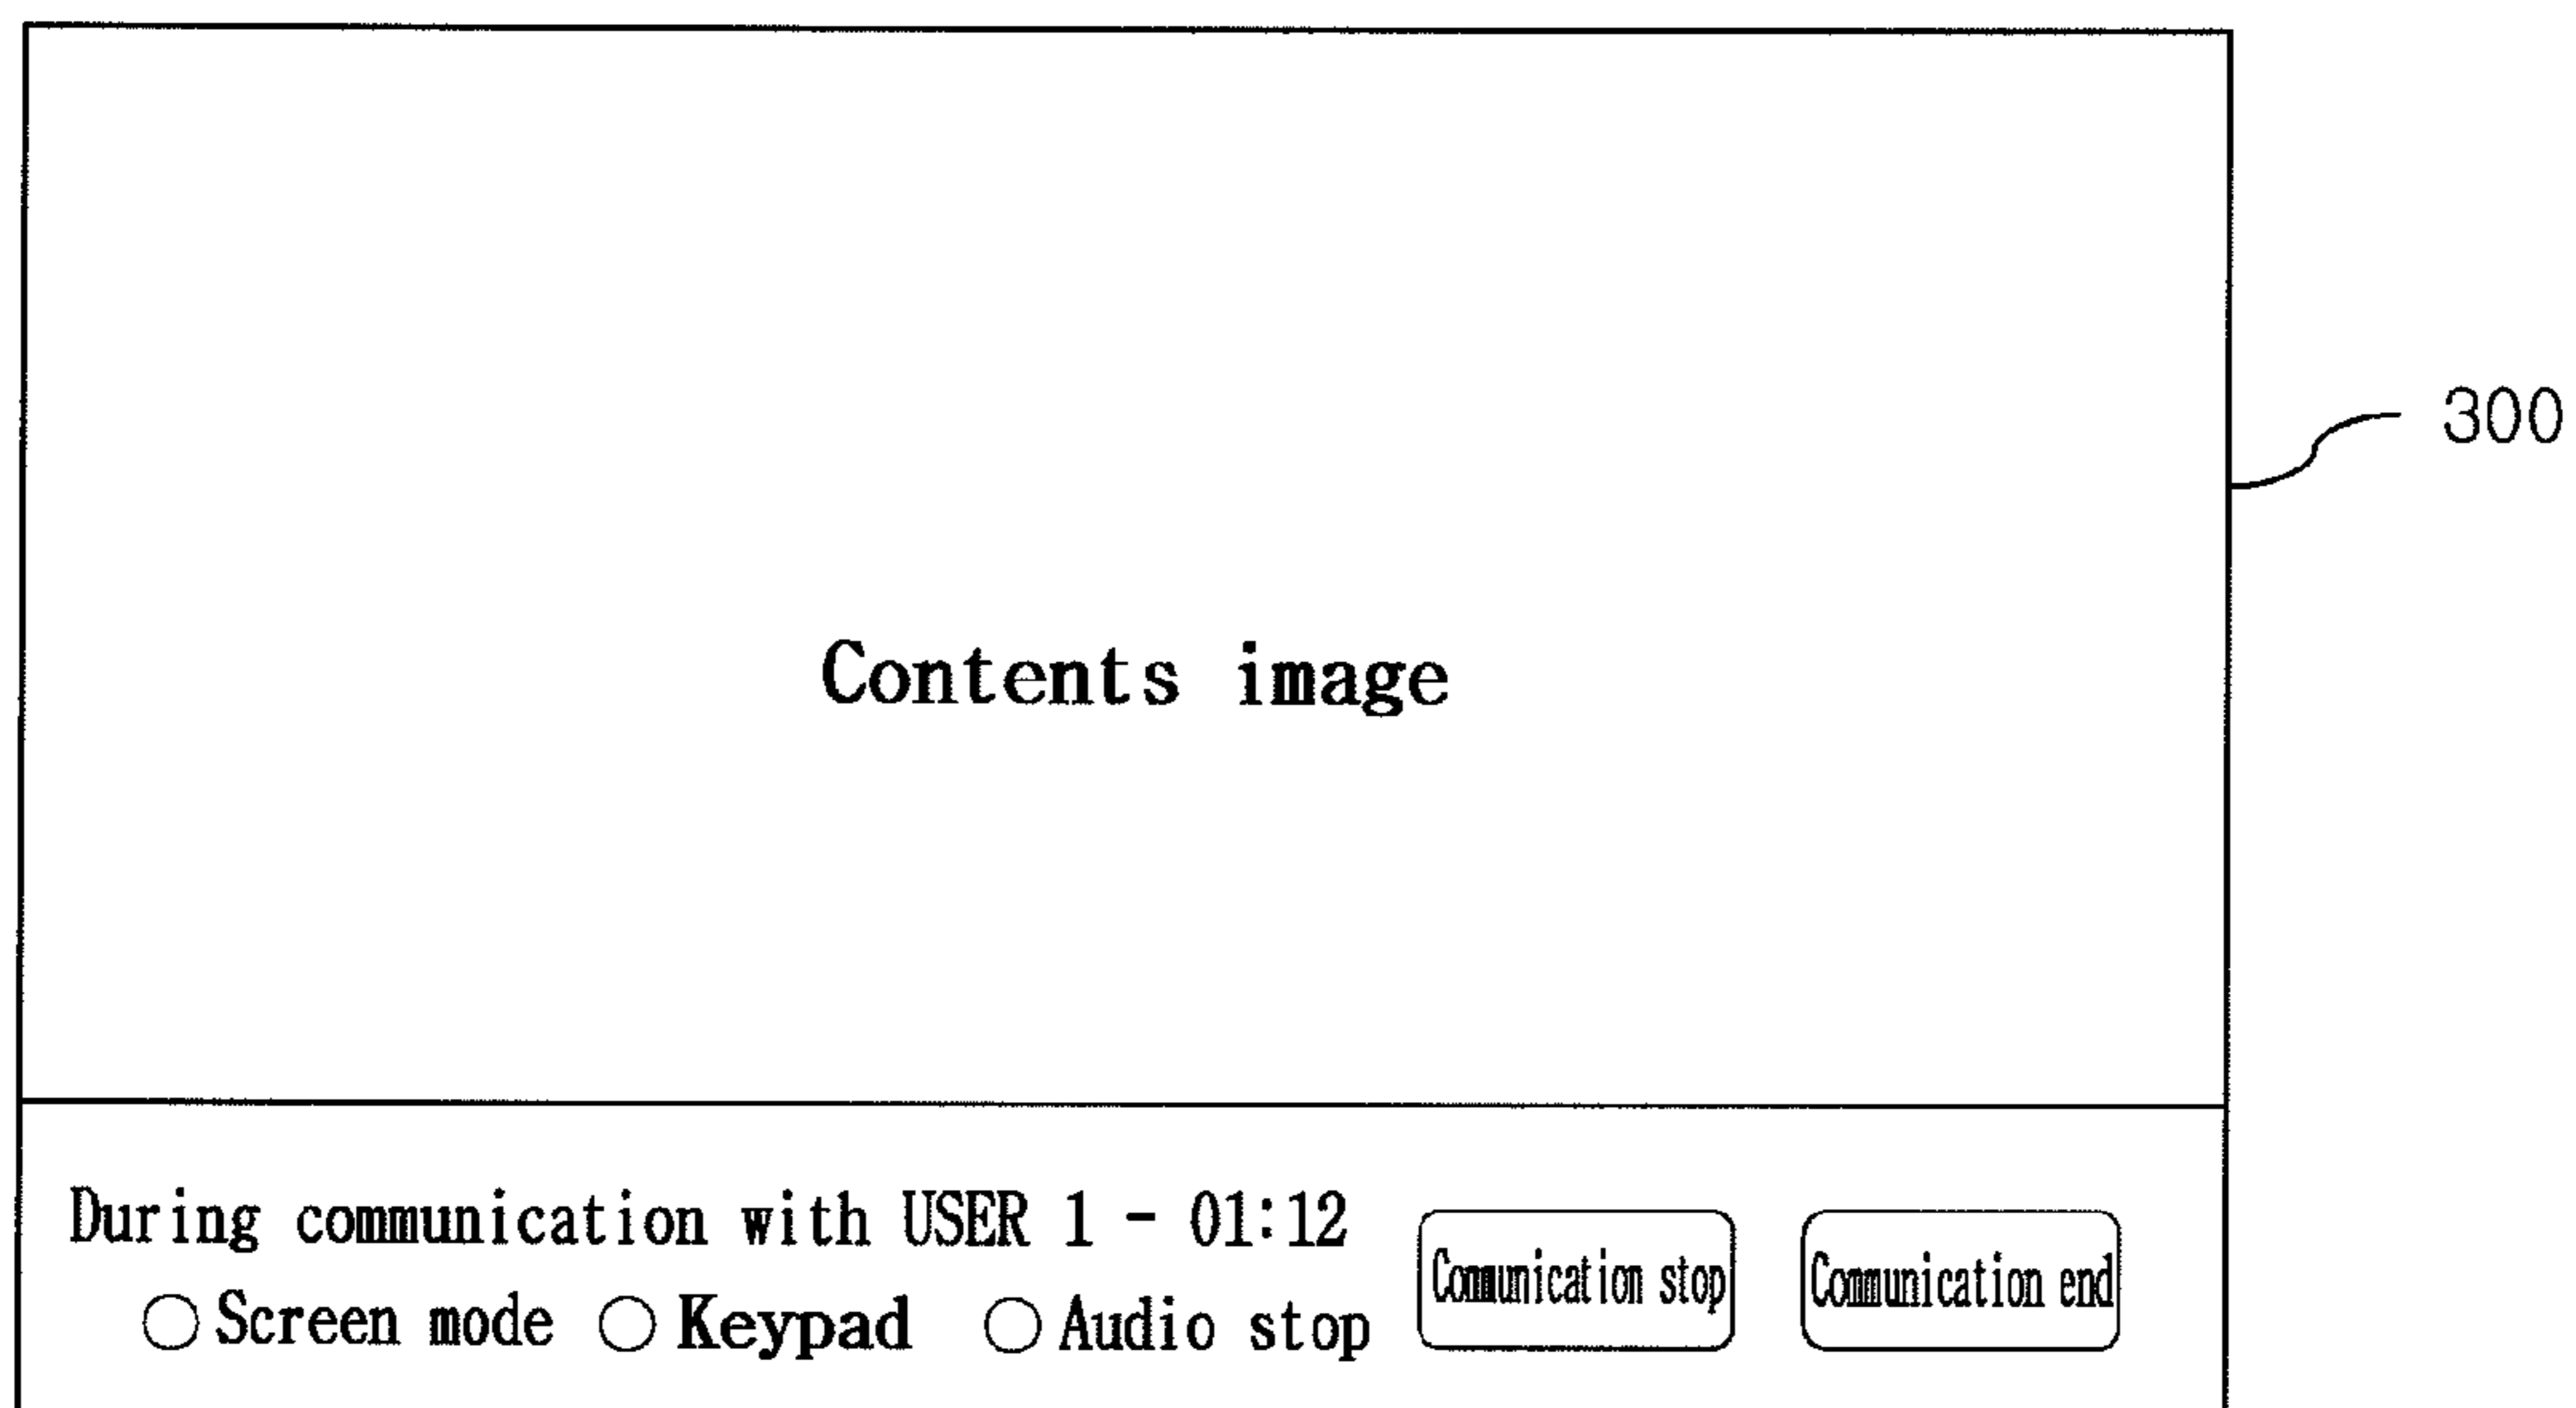 300
Contents image
During communication with USER 1 - 01:12
Screen mode Keypad Audio stop
Communication stop
Communication end